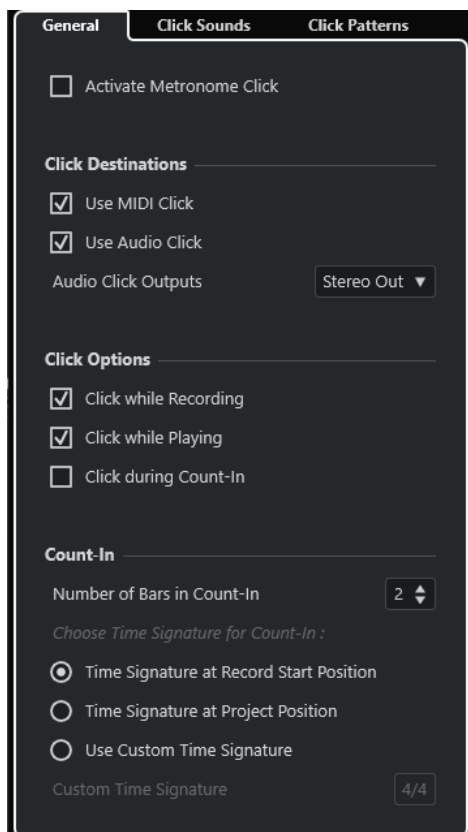 General Click Sounds Click Patterns
Activate Metronome Click
Click Destinations
Use MIDI Click
Use Audio Click
Audio Click Outputs Stereo Out
Click Options
Click while Recording
Click while Playing
Click during Count-In
Count-In
Number of Bars in Count-In 2
Choose Time Signature for Count-In :
Time Signature at Record Start Position
Time Signature at Project Position
Use Custom Time Signature
Custom Time Signature 4/4